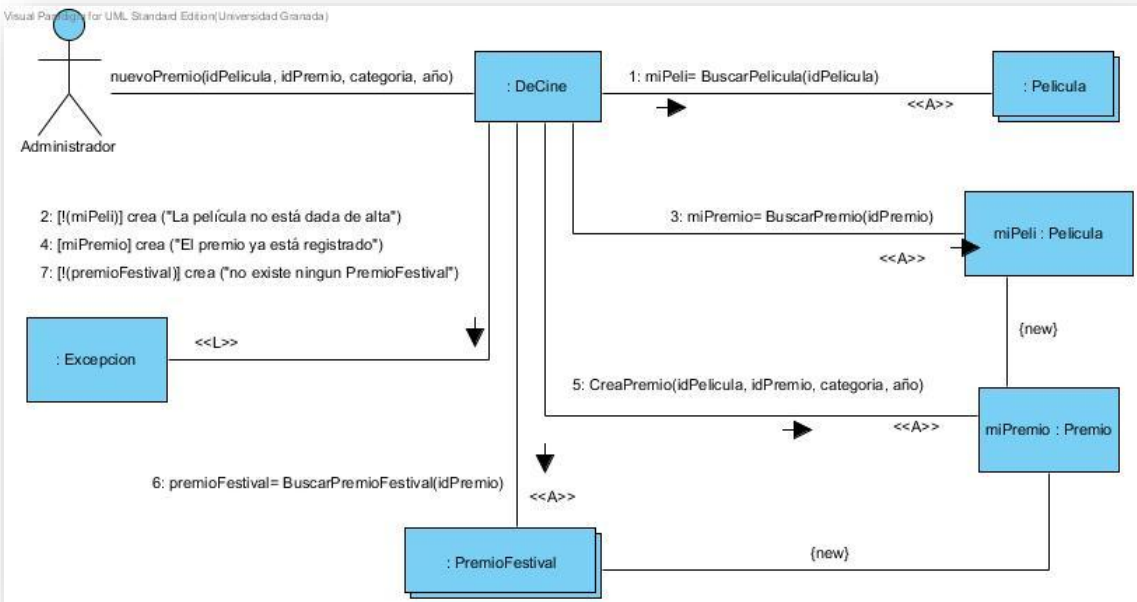 Visual Paradigm for UML Standard Edition(Universidad Granada)
nuevoPremio(idPelicula, idPremio, categoria, año)
: DeCine
1: miPeli= BuscarPelicula(idPelicula)
<<A>>
: Pelicula
Administrador
2: [!(miPeli)] crea ("La película no está dada de alta")
4: [miPremio] crea ("El premio ya está registrado")
7: [!(premioFestival)] crea ("no existe ningun PremioFestival")
3: miPremio= BuscarPremio(idPremio)
<<A>>
miPeli : Pelicula
{new}
<<L>>
: Excepcion
5: CreaPremio(idPelicula, idPremio, categoria, año)
<<A>>
miPremio : Premio
6: premioFestival= BuscarPremioFestival(idPremio)
<<A>>
: PremioFestival
{new}